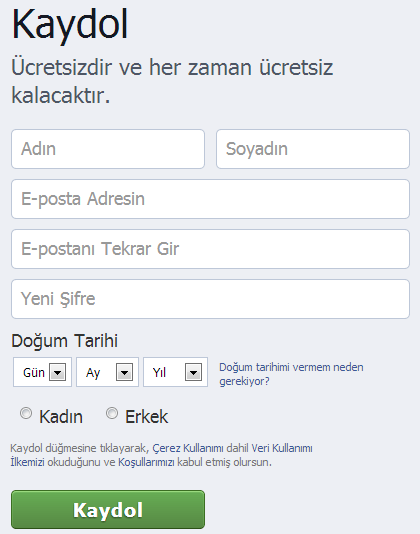 Kaydol
Ücretsizdir ve her zaman ücretsiz
kalacaktır.
Adın Soyadın
E-posta Adresin
E-postanı Tekrar Gir
Yeni Şifre
Doğum Tarihi
Gün Ay Yıl Doğum tarihimi vermem neden
gerekiyor?
Kadın Erkek
Kaydol düğmesine tıklayarak, Çerez Kullanımı dahil Veri Kullanımı
İlkemizi okuduğunu ve Koşullarımızı kabul etmiş olursun.
Kaydol